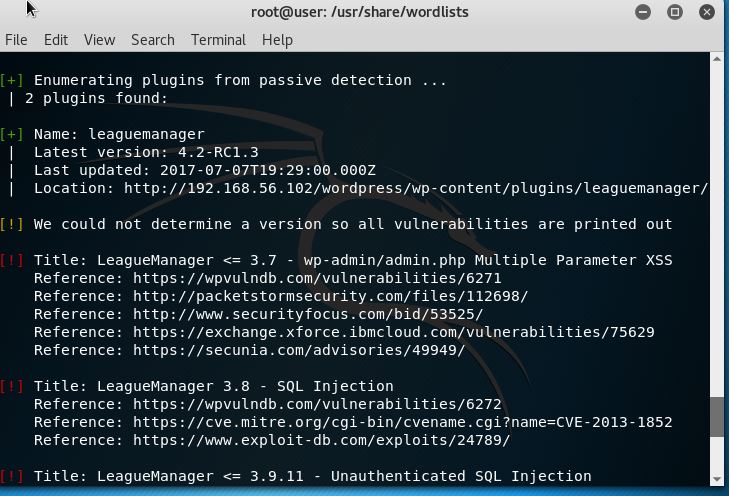 root@user: /usr/share/wordlists
File Edit View Search Terminal Help
[+] Enumerating plugins from passive detection ...
| 2 plugins found:
[+] Name: leaguemanager
| Latest version: 4.2-RC1.3
| Last updated: 2017-07-07T19:29:00.000Z
| Location: http://192.168.56.102/wordpress/wp-content/plugins/leaguemanager/
[!] We could not determine a version so all vulnerabilities are printed out
[!] Title: LeagueManager <= 3.7 - wp-admin/admin.php Multiple Parameter XSS
Reference: https://wpvulndb.com/vulnerabilities/6271
Reference: http://packetstormsecurity.com/files/112698/
Reference: http://www.securityfocus.com/bid/53525/
Reference: https://exchange.xforce.ibmcloud.com/vulnerabilities/75629
Reference: https://secunia.com/advisories/49949/
[!] Title: LeagueManager 3.8 - SQL Injection
Reference: https://wpvulndb.com/vulnerabilities/6272
Reference: https://cve.mitre.org/cgi-bin/cvename.cgi?name=CVE-2013-1852
Reference: https://www.exploit-db.com/exploits/24789/
[!] Title: LeagueManager <= 3.9.11 - Unauthenticated SQL Injection